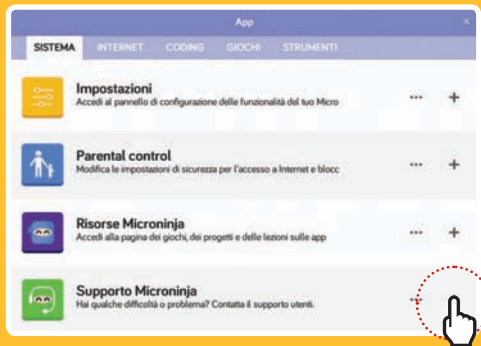 App
SISTEMA INTERNET CODING GIOCHI STRUMENTI
Impostazioni
Accedi al pannello di configurazione delle funzionalità del tuo Micro
Parental control
Modifica le impostazioni di sicurezza per l'accesso a Internet e blocc
Risorse Microninja
Accedi alla pagina dei giochi, dei progetti e delle lezioni sulle app
Supporto Microninja
Hai qualche difficoltà o problema? Contatta il supporto utenti.